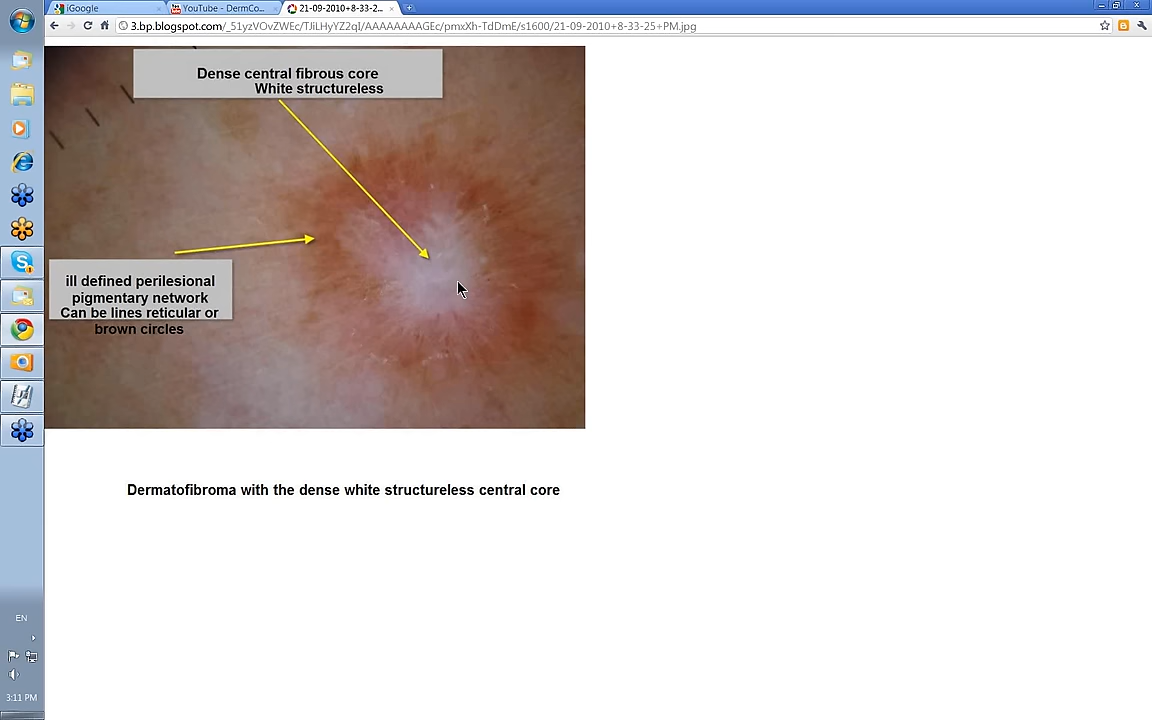 iGoogle
YouTube - DermCo...
21-09-2010+8-33-2...
3.bp.blogspot.com/_51yzVOvZWEc/TJiLHyYZ2qI/AAAAAAAAGEc/pmxXh-TdDmE/s1600/21-09-2010+8-33-25+PM.jpg
Dense central fibrous core
White structureless
ill defined perilesional
pigmentary network
Can be lines reticular or
brown circles
Dermatofibroma with the dense white structureless central core
EN
3:11 PM